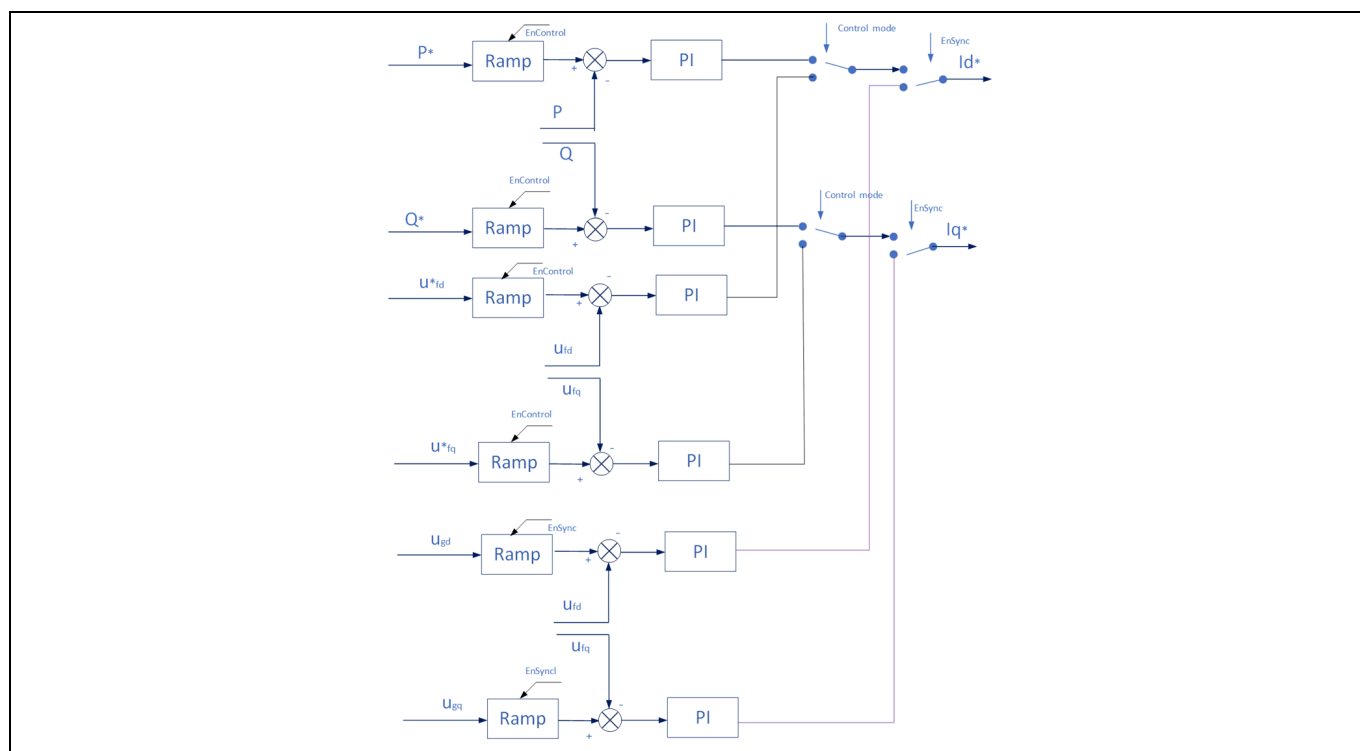 EnControl
Control mode
P*
Ramp
+
-
PI
EnSync
Id*
P
Q
EnControl
Control mode
Q*
Ramp
-
+
PI
EnSync
Iq*
EnControl
u*fd
Ramp
-
+
PI
ufd
ufq
EnControl
u*fq
Ramp
-
+
PI
EnSync
ugd
Ramp
-
+
PI
ufd
ufq
EnSyncl
ugq
Ramp
-
+
PI